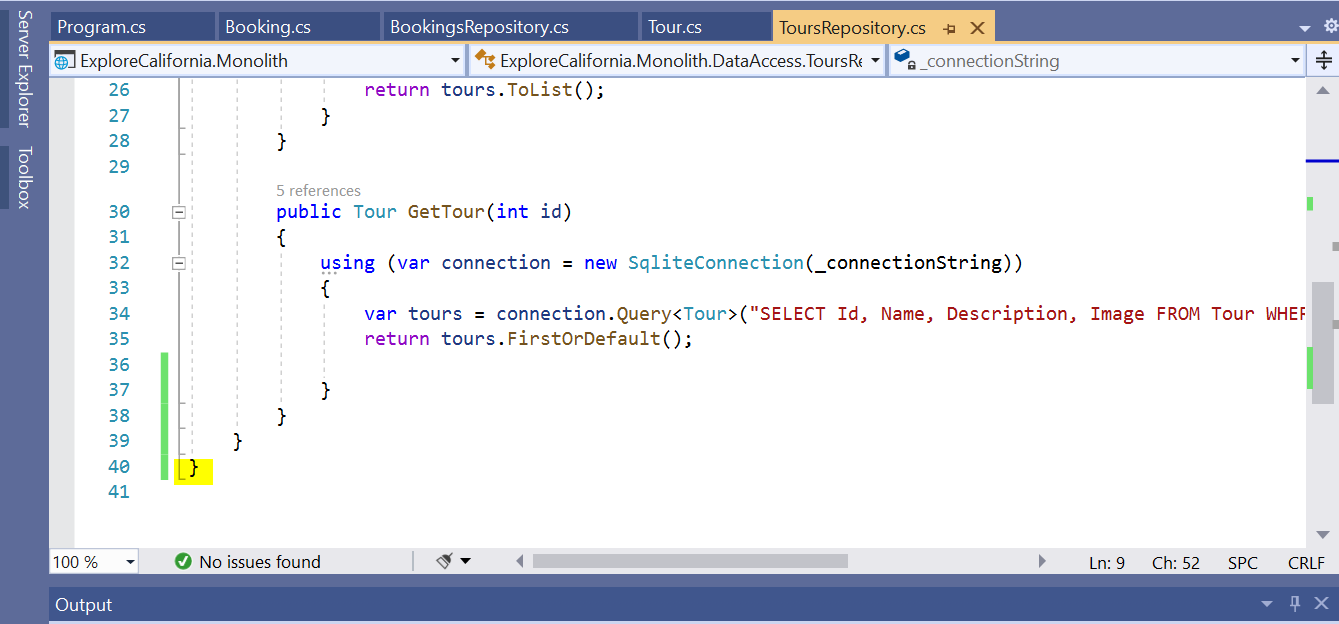 Server Explorer
Toolbox
Program.cs Booking.cs BookingsRepository.cs Tour.cs ToursRepository.cs
ExploreCalifornia.Monolith ExploreCalifornia.Monolith.DataAccess.ToursRe _connectionString
26 return tours.ToList();
27 }
28 }
29
5 references
30 public Tour GetTour(int id)
31 {
32 using (var connection = new SqliteConnection(_connectionString))
33 {
34 var tours = connection.Query<Tour>("SELECT Id, Name, Description, Image FROM Tour WHER
35 return tours.FirstOrDefault();
36
37 }
38 }
39 }
40 }
41
100 % No issues found Ln: 9 Ch: 52 SPC CRLF
Output